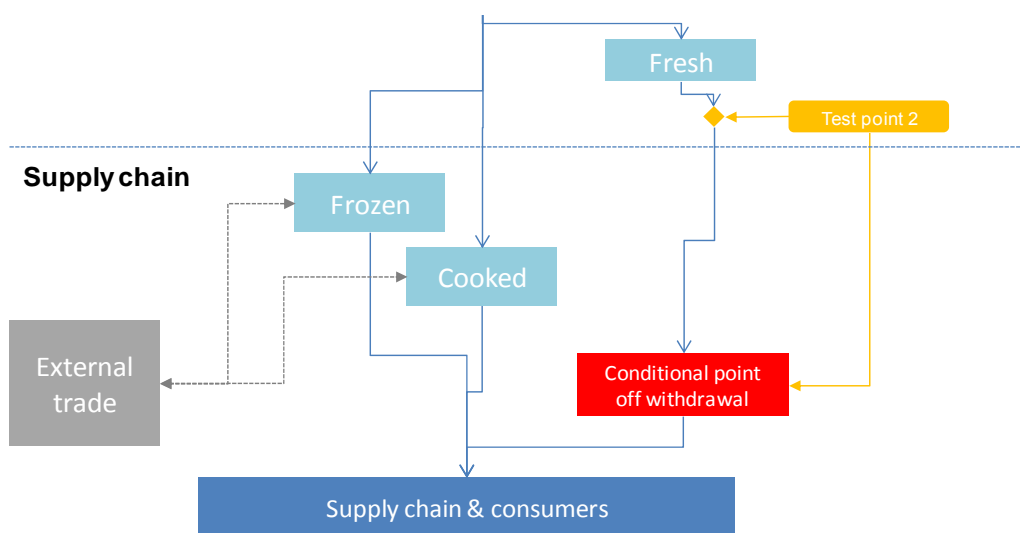 Fresh
Test point 2
Supply chain
Frozen
Cooked
External
trade
Conditional point
off withdrawal
Supply chain & consumers